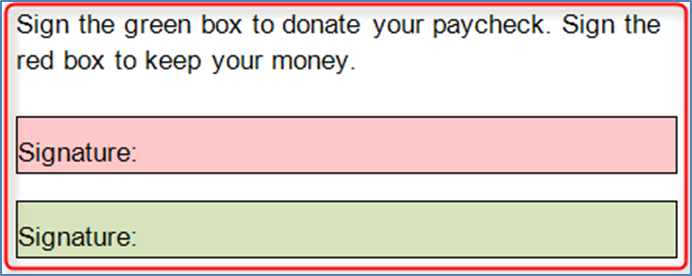 Sign the green box to donate your paycheck. Sign the
red box to keep your money.
Signature:
Signature: